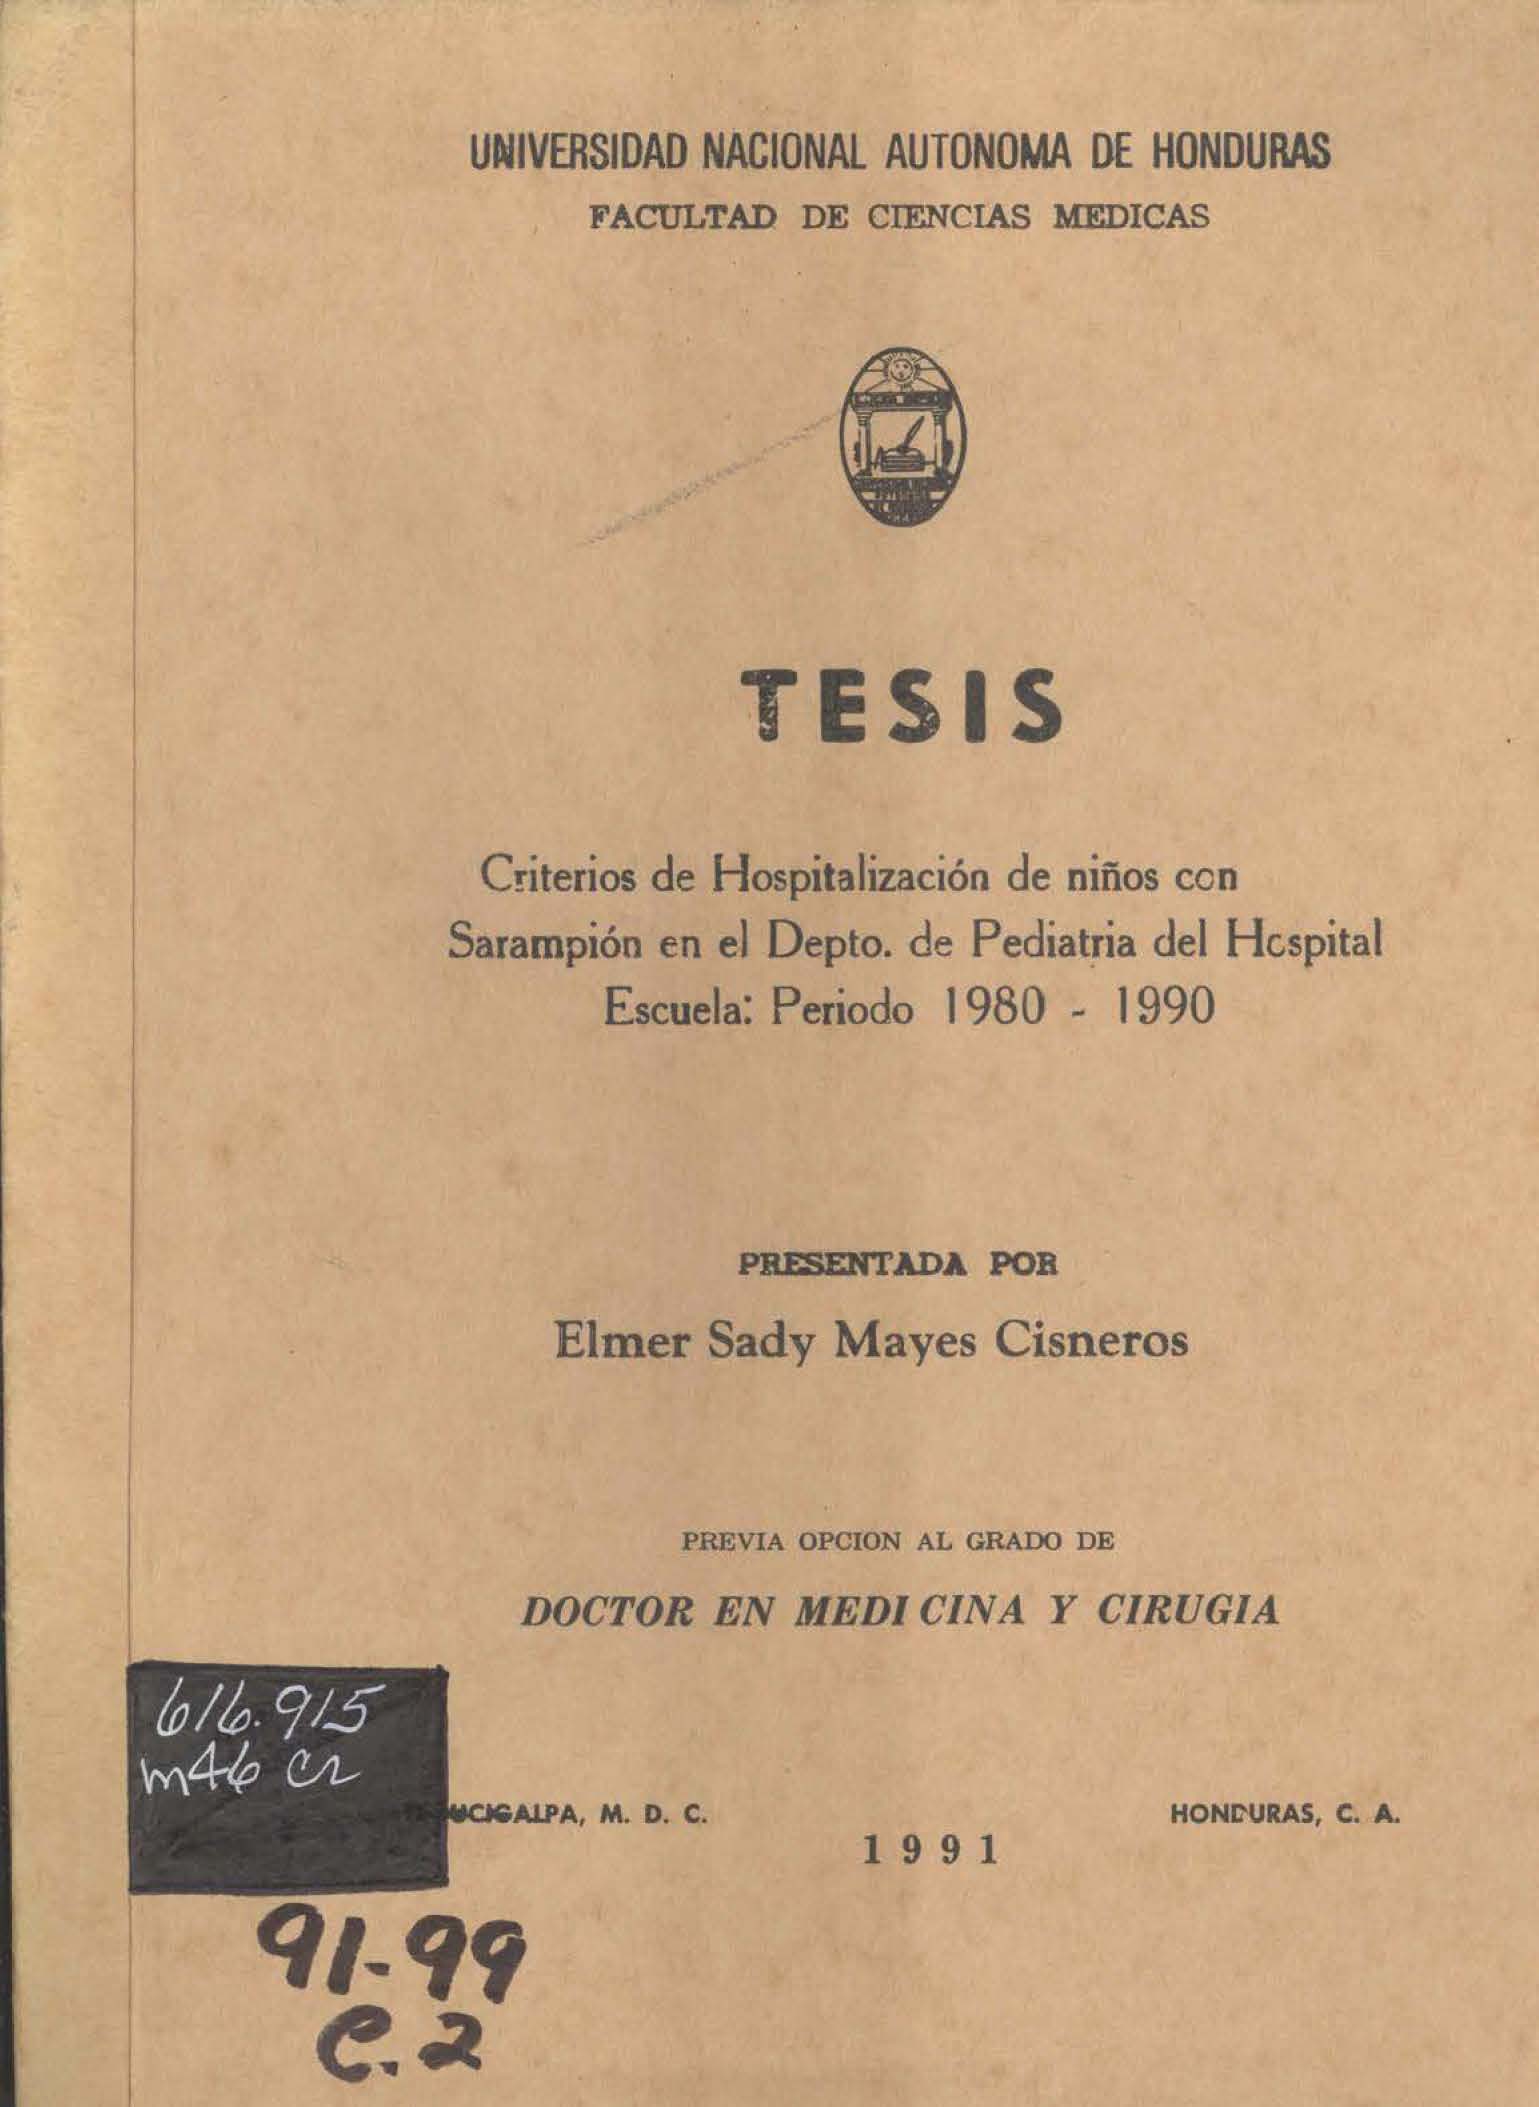 UNIVERSIDAD NACIONAL AUTONOMA DE HONDURAS
FACULTAD DE CIENCIAS MEDICAS
TESIS
Criterios de Hospitalización de niños con
Sarampión en el Depto. de Pediatria del Hospital
Escuela: Periodo 1980 - 1990
PRESENTADA POR
Elmer Sady Mayes Cisneros
PREVIA OPCION AL GRADO DE
DOCTOR EN MEDICINA Y CIRUGIA
616.915
M46 Cr
TEGUCIGALPA, M. D. C.
HONDURAS, C. A.
1991
91-99
C.2